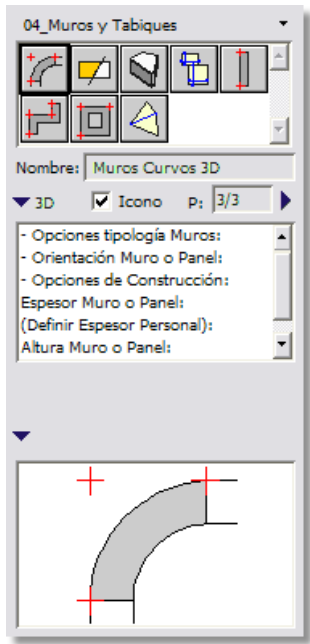 04_Muros y Tabiques
Nombre: Muros Curvos 3D
3D Icono P: 3/3
- Opciones tipología Muros:
- Orientación Muro o Panel:
- Opciones de Construcción:
Espesor Muro o Panel:
(Definir Espesor Personal):
Altura Muro o Panel: